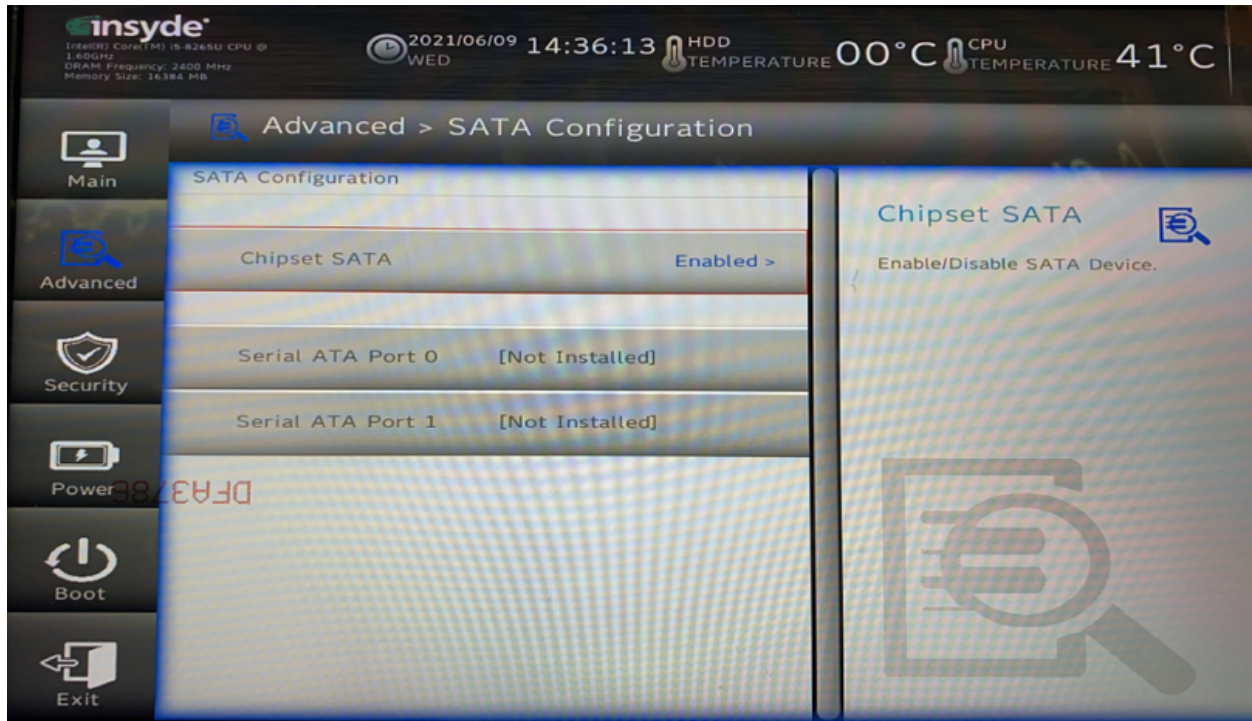 insyde
Intel(R) Core(TM) i5-8265U CPU @
1.60GHz
DRAM Frequency: 2400 MHz
Memory Size: 16384 MB
2021/06/09
WED
14:36:13
HDD
TEMPERATURE
00°C
CPU
TEMPERATURE
41°C
Advanced > SATA Configuration
Main
Advanced
Security
Power
Boot
Exit
SATA Configuration
Chipset SATA Enabled >
Serial ATA Port 0 [Not Installed]
Serial ATA Port 1 [Not Installed]
Chipset SATA
Enable/Disable SATA Device.